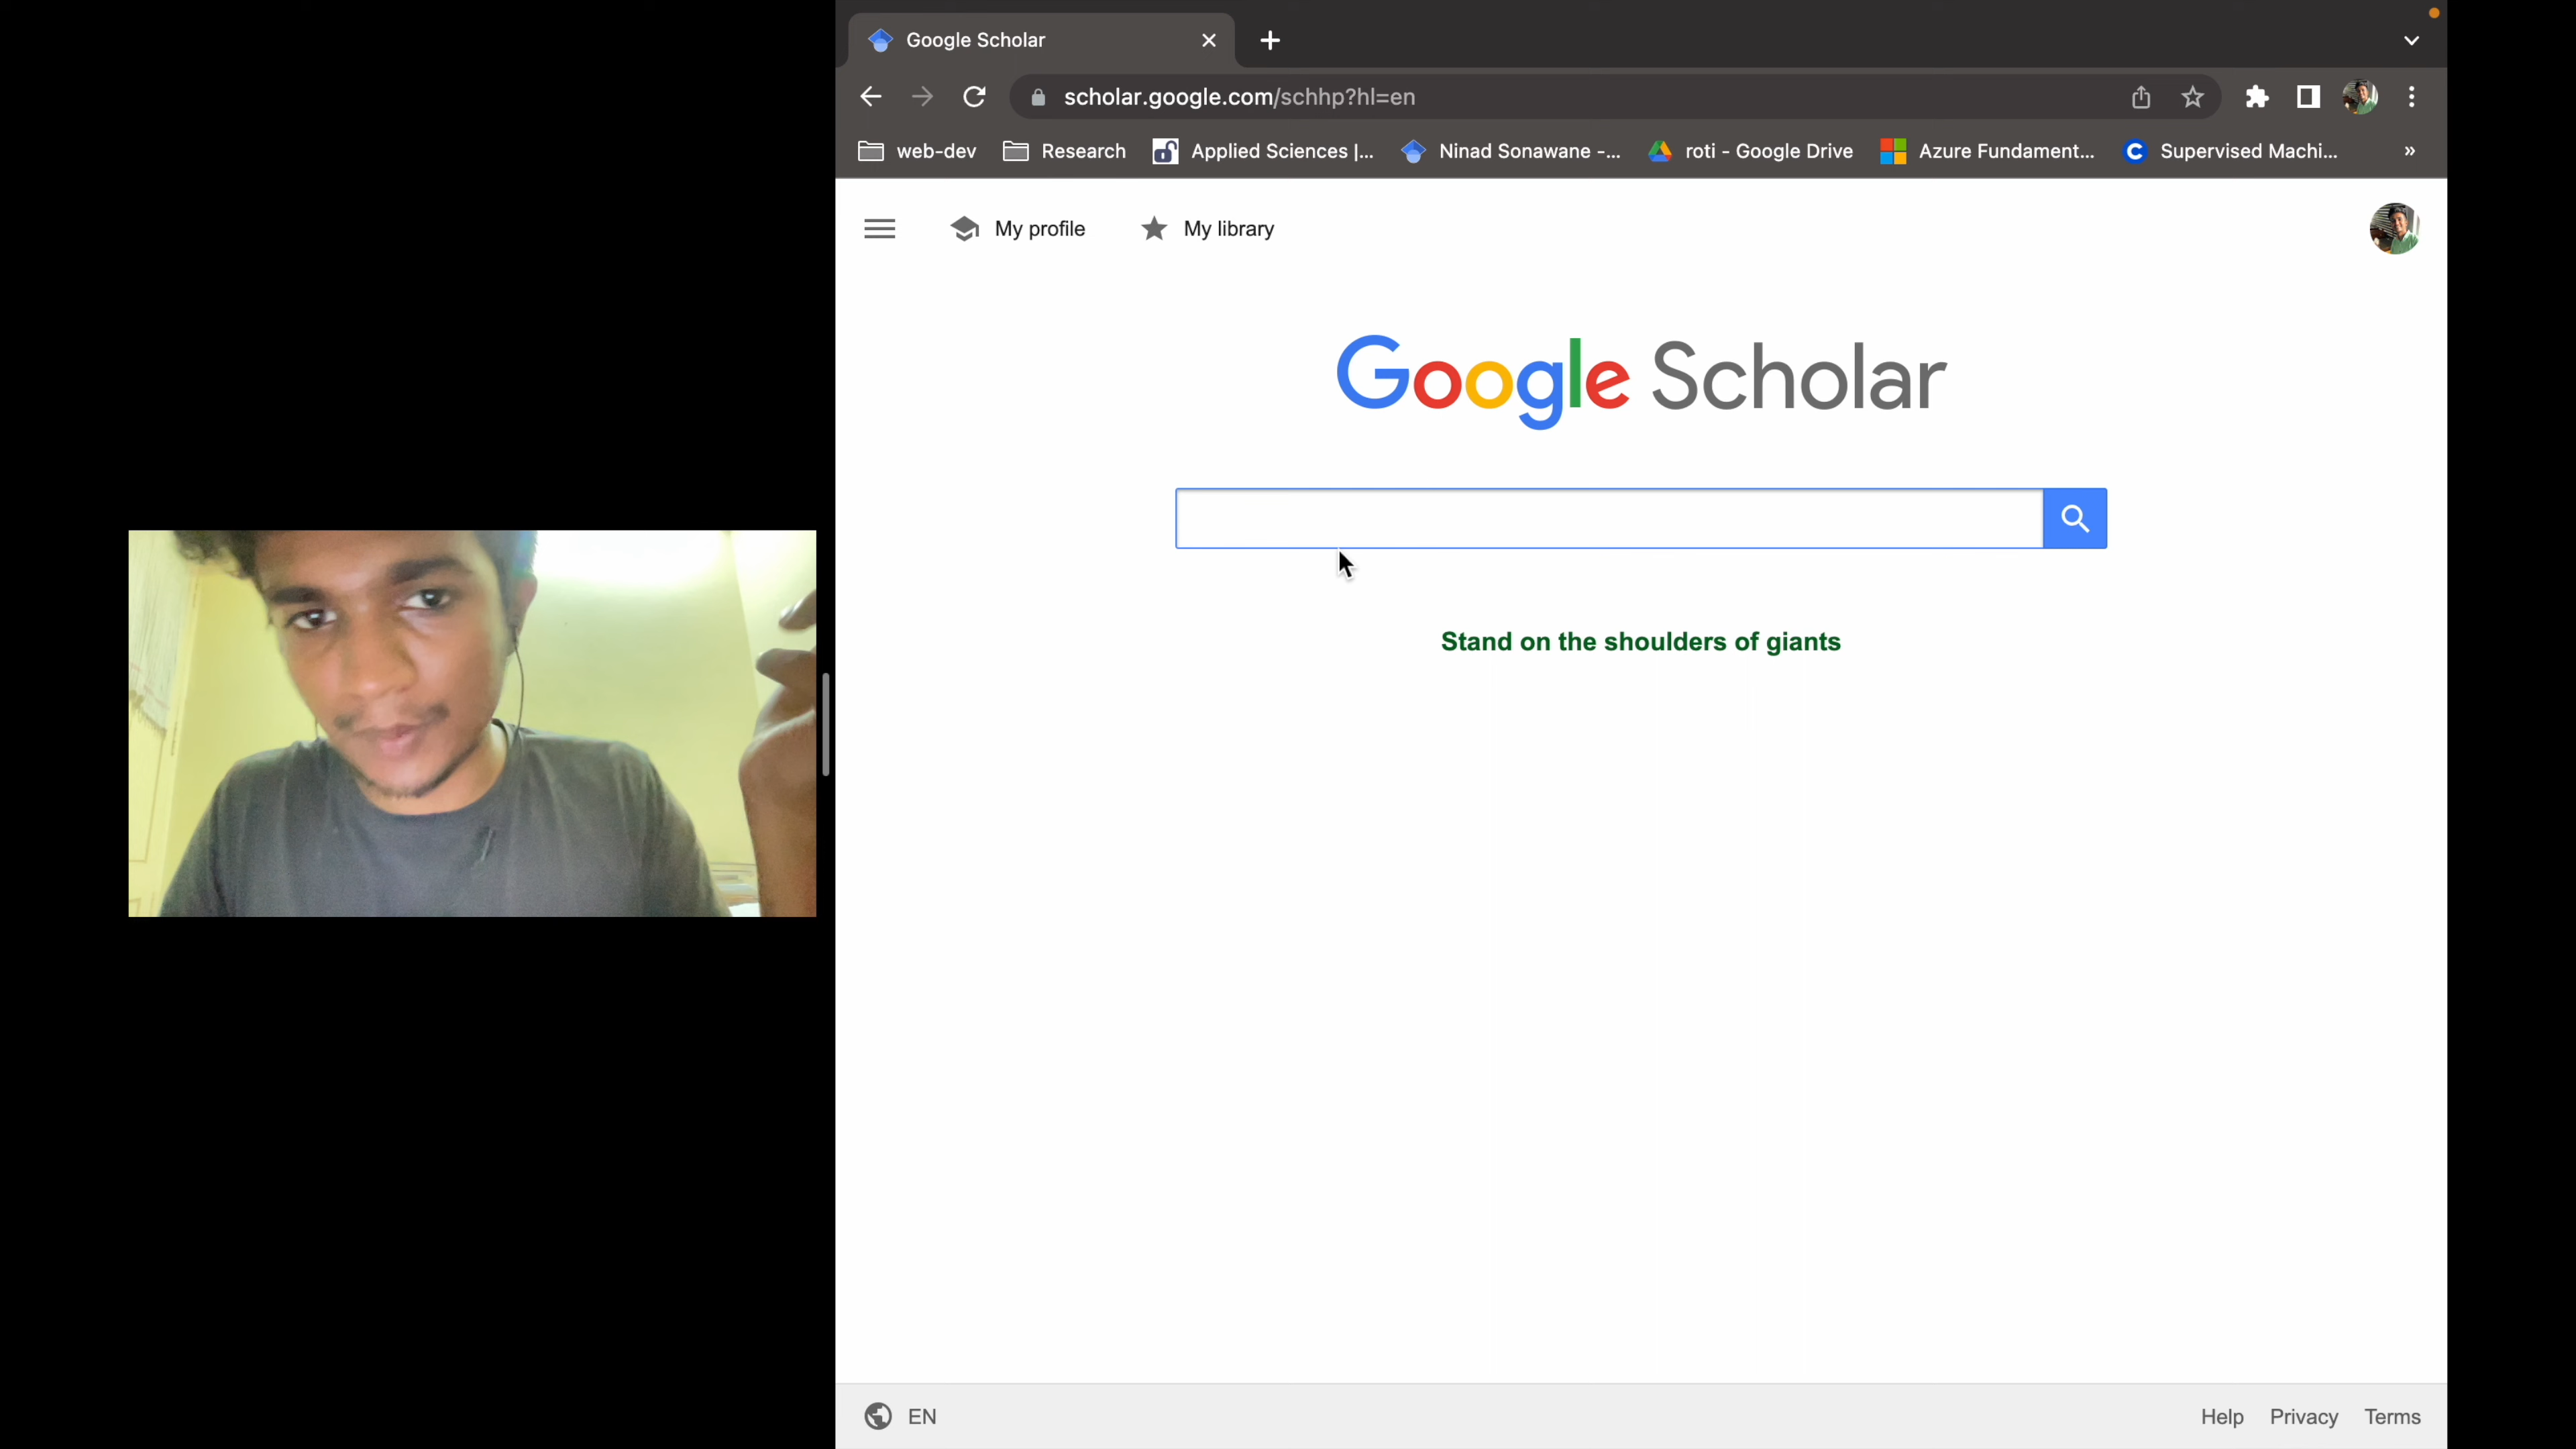 Google Scholar
scholar.google.com/schhp?hl=en
web-dev Research Applied Sciences |... Ninad Sonawane -... roti - Google Drive Azure Fundament... Supervised Machi... »
My profile My library
Google Scholar
Stand on the shoulders of giants
EN Help Privacy Terms